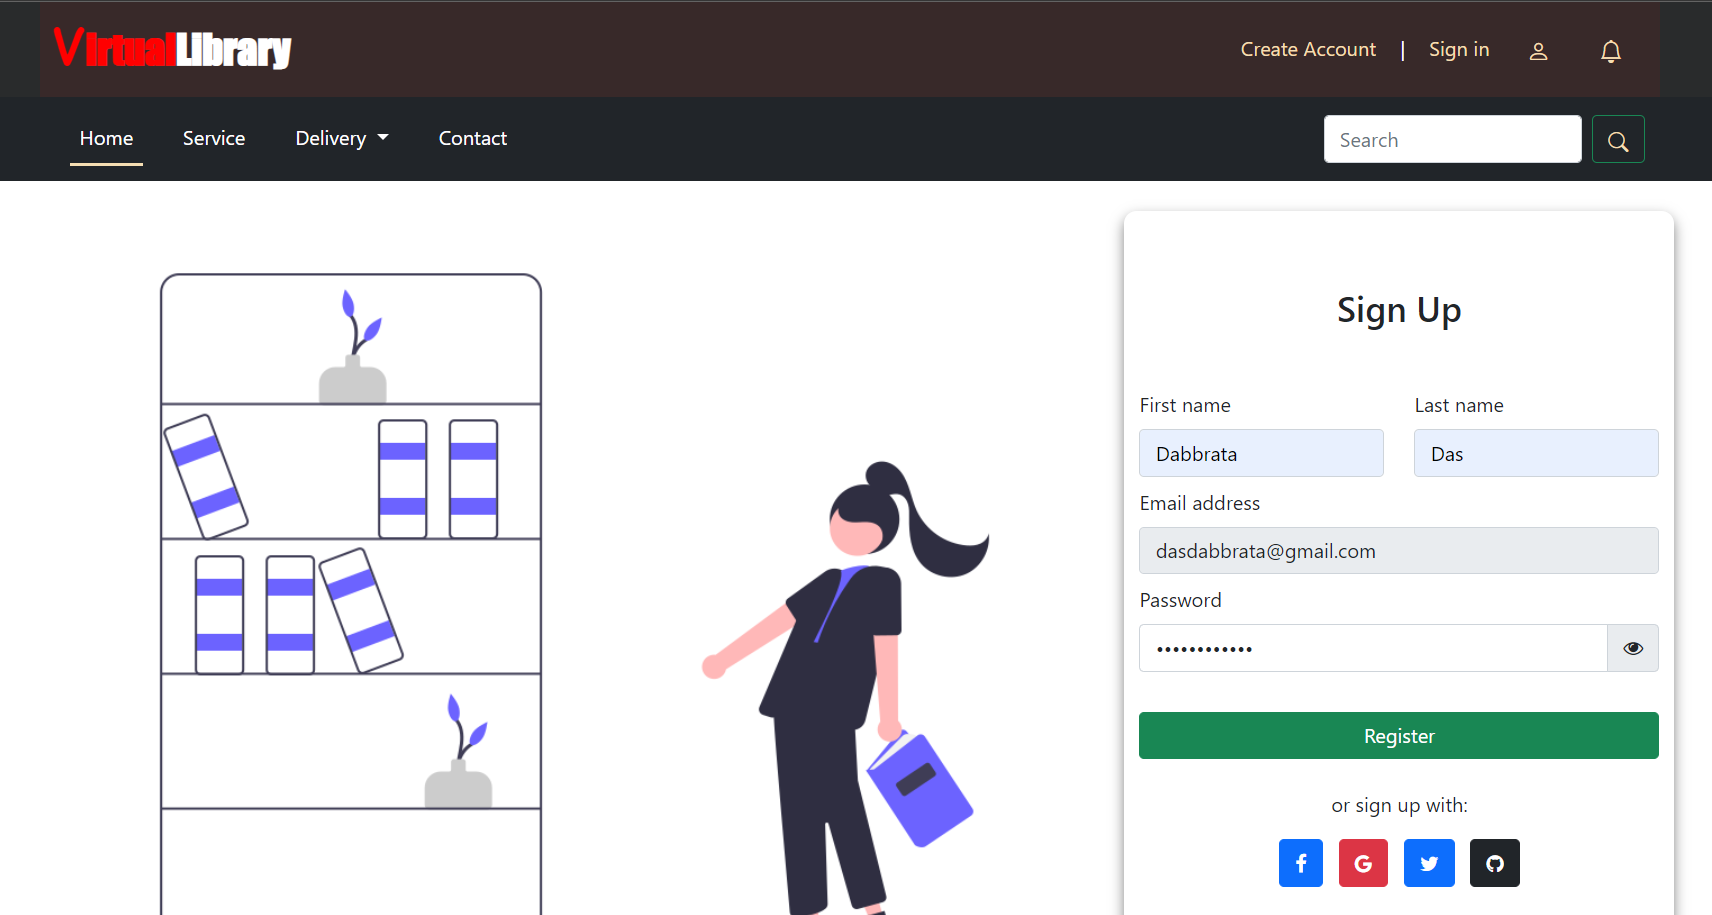 VirtualLibrary
Create Account | Sign in
Home Service Delivery Contact
Search
Sign Up
First name Last name
Dabbrata Das
Email address
dasdabbrata@gmail.com
Password
••••••••••••
Register
or sign up with: